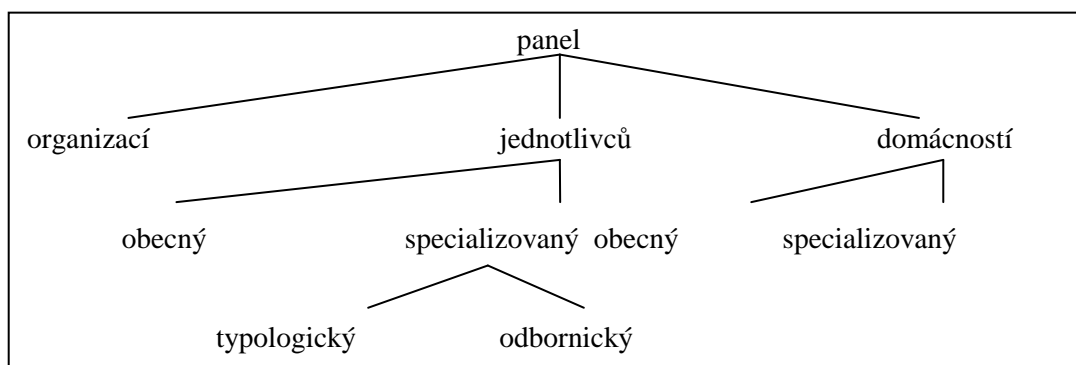 panel
organizací jednotlivců domácností
obecný specializovaný obecný specializovaný
typologický odbornický